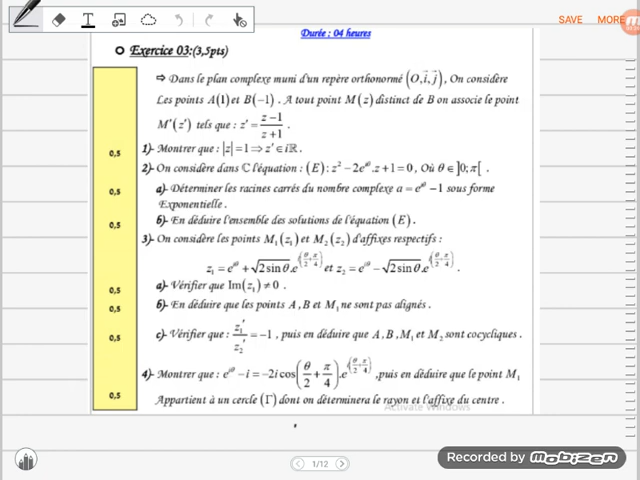 SAVE MORE
Durée : 04 heures
Exercice 03:(3,5pts)
⇨ Dans le plan complexe muni d'un repère orthonormé (O,i⃗,j⃗), On considère
Les points A(1) et B(-1) . A tout point M(z) distinct de B on associe le point
M'(z') tels que : z' = (z-1)/(z+1) .
0,5 1)- Montrer que : |z| = 1 ⇒ z' ∈ iℝ .
2)- On considère dans ℂ l'équation : (E) : z² - 2e^{iθ}.z + 1 = 0 , Où θ ∈ ]0;π[ .
0,5 a)- Déterminer les racines carrés du nombre complexe a = e^{iθ} - 1 sous forme
Exponentielle .
0,5 b)- En déduire l'ensemble des solutions de l'équation (E) .
3)- On considère les points M₁(z₁) et M₂(z₂) d'affixes respectifs :
z₁ = e^{iθ} + √(2 sin θ).e^{i(θ/2+π/4)} et z₂ = e^{iθ} - √(2 sin θ).e^{i(θ/2+π/4)} .
0,5 a)- Vérifier que Im(z₁) ≠ 0 .
0,5 b)- En déduire que les points A, B et M₁ ne sont pas alignés .
0,5 c)- Vérifier que : z₁'/z₂' = -1 , puis en déduire que A, B, M₁ et M₂ sont cocycliques .
4)- Montrer que : e^{iθ} - i = -2i cos(θ/2 + π/4).e^{i(θ/2+π/4)} , puis en déduire que le point M₁
0,5 Appartient à un cercle (Γ) dont on déterminera le rayon et l'affixe du centre .
Activate Windows
1/12
Recorded by Mobizen